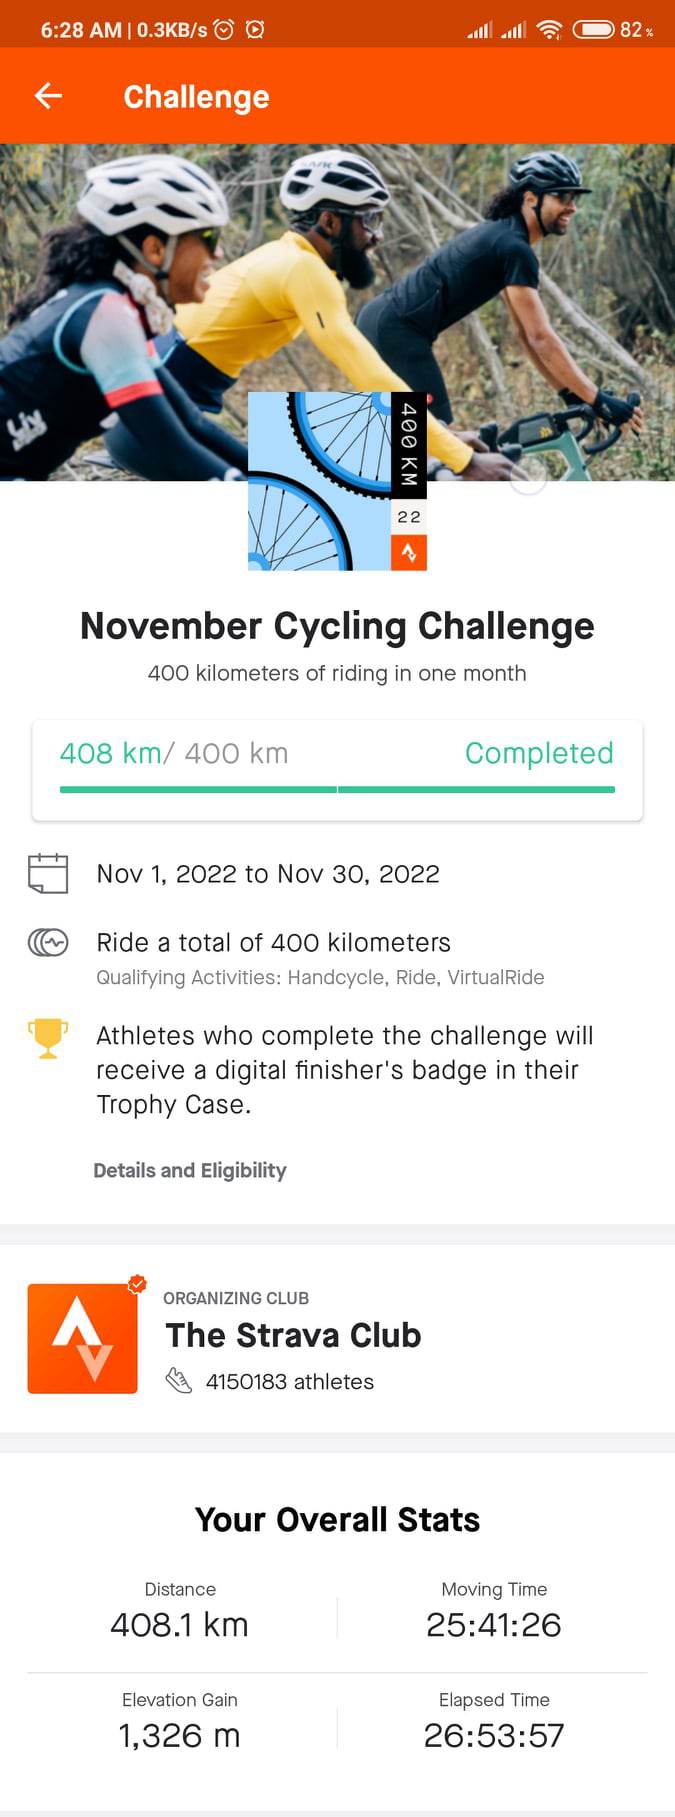 6:28 AM | 0.3KB/s
82 %
Challenge
Liv
400 KM
22
November Cycling Challenge
400 kilometers of riding in one month
408 km/ 400 km
Completed
Nov 1, 2022 to Nov 30, 2022
Ride a total of 400 kilometers
Qualifying Activities: Handcycle, Ride, VirtualRide
Athletes who complete the challenge will
receive a digital finisher's badge in their
Trophy Case.
Details and Eligibility
ORGANIZING CLUB
The Strava Club
4150183 athletes
Your Overall Stats
Distance
408.1 km
Moving Time
25:41:26
Elevation Gain
1,326 m
Elapsed Time
26:53:57